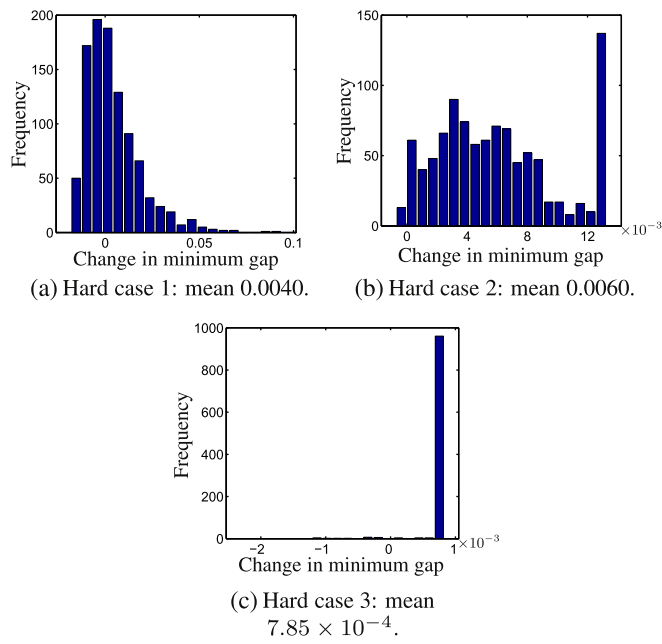 200
150
100
50
0
Frequency
0
0.05
0.1
Change in minimum gap
(a) Hard case 1: mean 0.0040.
150
100
50
0
Frequency
0
4
8
12
×10⁻³
Change in minimum gap
(b) Hard case 2: mean 0.0060.
1000
800
600
400
200
0
Frequency
−2
−1
0
1
×10⁻³
Change in minimum gap
(c) Hard case 3: mean
7.85 × 10⁻⁴.